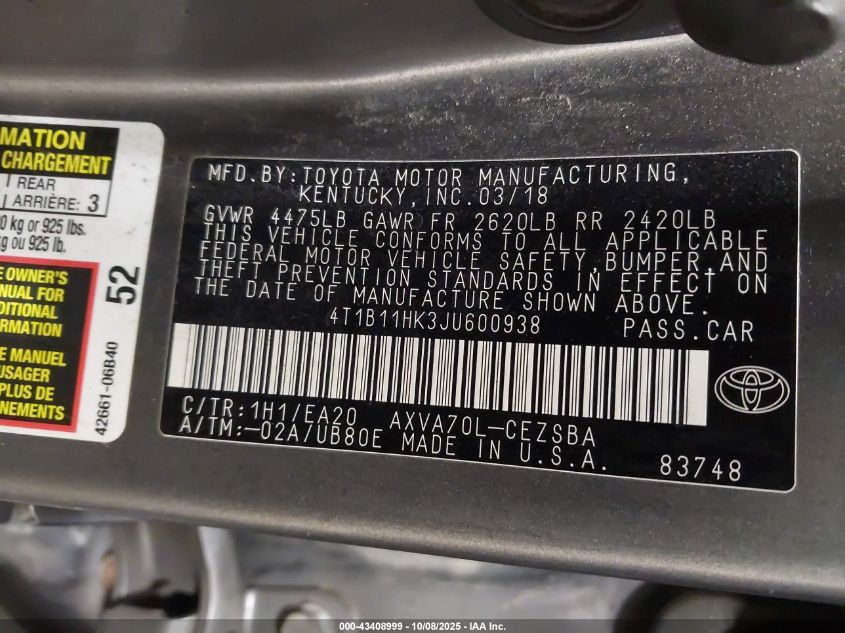 MATION
CHARGEMENT
REAR
ARRIÈRE: 3
0 kg or 925 lbs.
kg ou 925 lb.
E OWNER'S
NUAL FOR
DITIONAL
ORMATION
E MANUEL
USAGER
PLUS DE
NEMENTS
52
42661-06B40
MFD.BY:TOYOTA MOTOR MANUFACTURING,
KENTUCKY, INC.03/18
GVWR 4475LB GAWR FR 2620LB RR 2420LB
THIS VEHICLE CONFORMS TO ALL APPLICABLE
FEDERAL MOTOR VEHICLE SAFETY,BUMPER,AND
THEFT PREVENTION STANDARDS IN EFFECT ON
THE DATE OF MANUFACTURE SHOWN ABOVE.
4T1B11HK3JU600938 PASS.CAR
C/TR:1H1/EA20 AXVA70L-CEZSBA
A/TM:-02A/UB80E MADE IN U.S.A.
83748
000-43408999 - 10/08/2025 - IAA Inc.